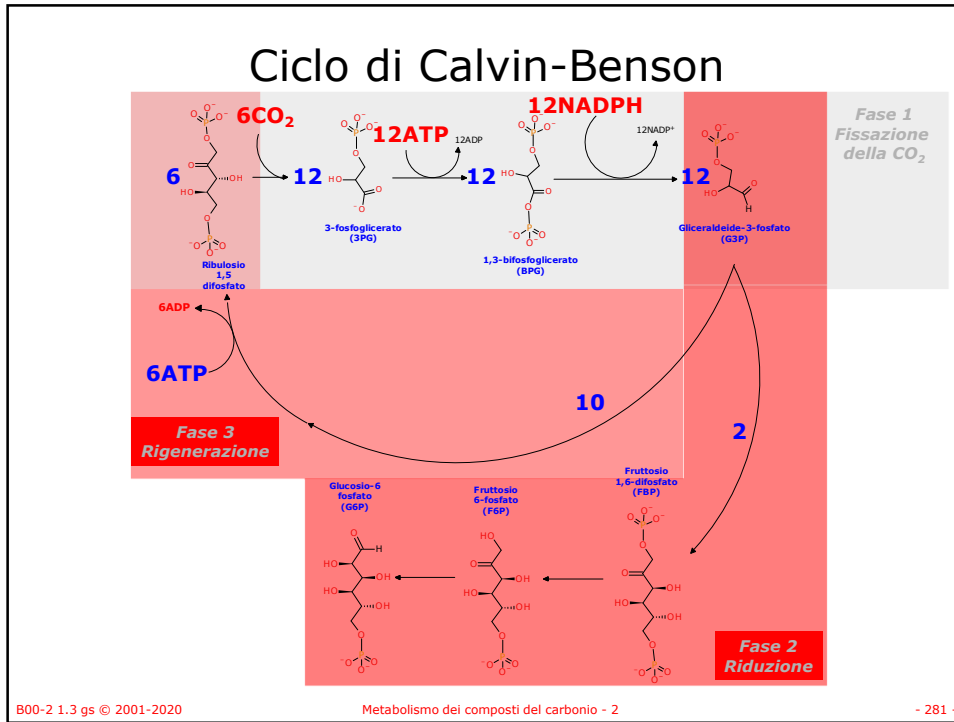 Ciclo di Calvin-Benson
6CO₂
12ATP
12ADP
12NADPH
12NADP⁺
Fase 1
Fissazione
della CO₂
6
12
12
12
3-fosfoglicerato
(3PG)
1,3-bifosfoglicerato
(BPG)
Gliceraldeide-3-fosfato
(G3P)
Ribulosio
1,5
difosfato
6ADP
6ATP
10
2
Fase 3
Rigenerazione
Glucosio-6
fosfato
(G6P)
Fruttosio
6-fosfato
(F6P)
Fruttosio
1,6-difosfato
(FBP)
Fase 2
Riduzione
B00-2 1.3 gs © 2001-2020
Metabolismo dei composti del carbonio - 2
- 281 -